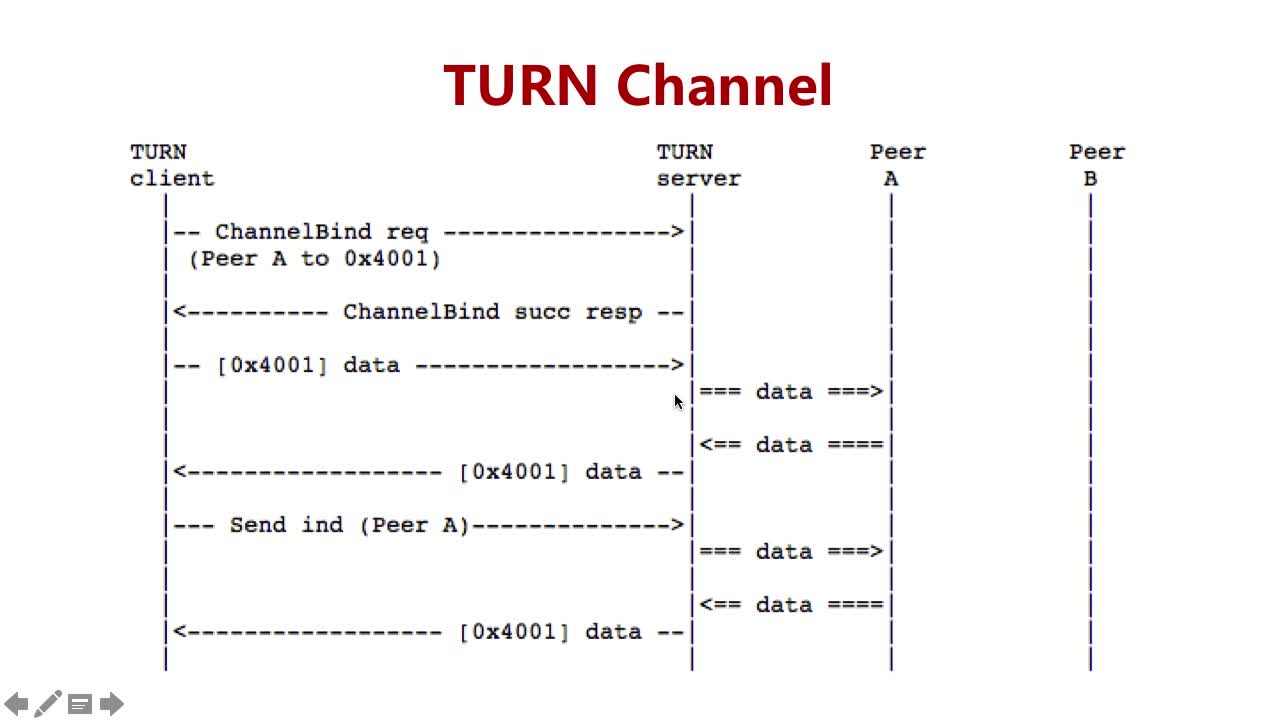 TURN Channel
TURN TURN Peer Peer
client server A B
|-- ChannelBind req ---------------->|
(Peer A to 0x4001)
|<---------- ChannelBind succ resp --|
|-- [0x4001] data ------------------>|
|=== data ===>|
|<== data ====|
|<------------------ [0x4001] data --|
|--- Send ind (Peer A)-------------->|
|=== data ===>|
|<== data ====|
|<------------------ [0x4001] data --|